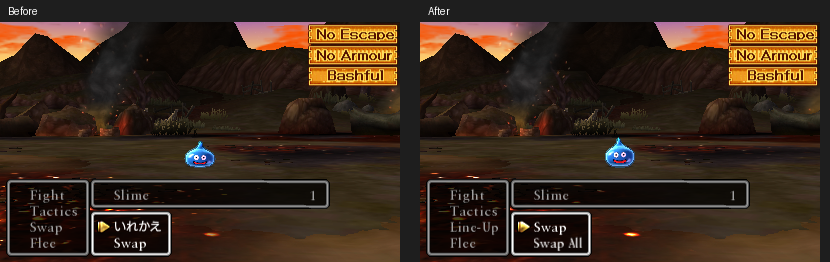 Before
No Escape
No Armour
Bashful
Fight
Tactics
Swap
Flee
Slime 1
いれかえ
Swap
After
No Escape
No Armour
Bashful
Fight
Tactics
Line-Up
Flee
Slime 1
Swap
Swap All